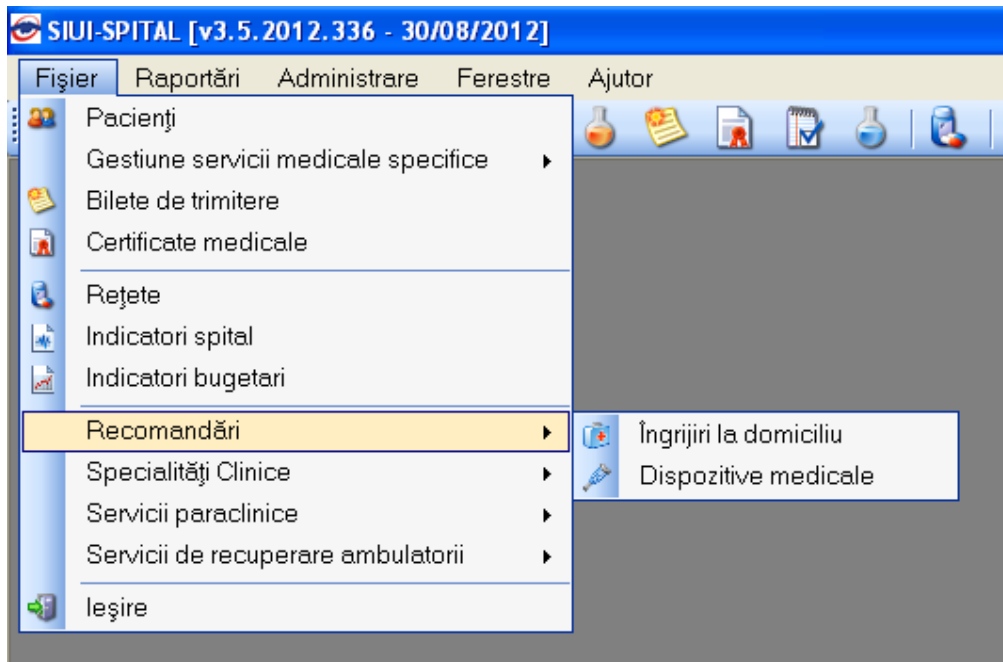 SIUI-SPITAL [v3.5.2012.336 - 30/08/2012]
Fişier Raportări Administrare Ferestre Ajutor
Pacienţi
Gestiune servicii medicale specifice
Bilete de trimitere
Certificate medicale
Reţete
Indicatori spital
Indicatori bugetari
Recomandări
Îngrijiri la domiciliu
Dispozitive medicale
Specialităţi Clinice
Servicii paraclinice
Servicii de recuperare ambulatorii
Ieşire